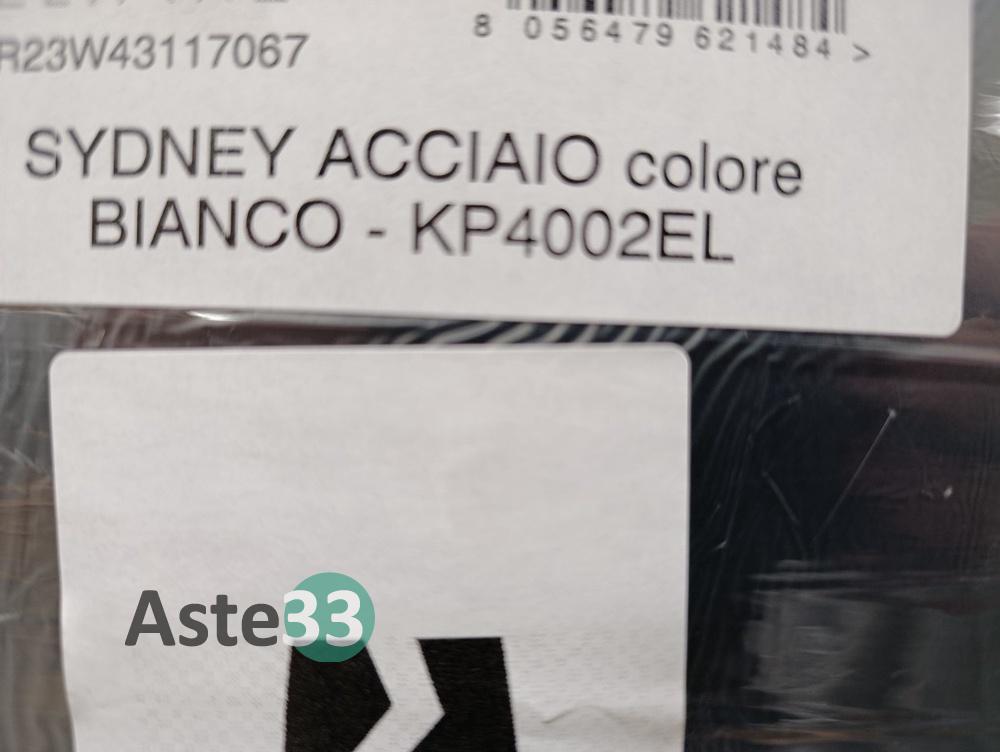 8 056479 621484 >
R23W43117067
SYDNEY ACCIAIO colore
BIANCO - KP4002EL
Aste33